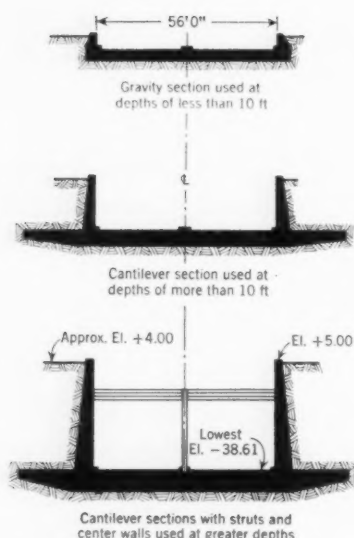 56'0"
Gravity section used at
depths of less than 10 ft
℄
Cantilever section used at
depths of more than 10 ft
Approx. El. +4.00
El. +5.00
Lowest
El. −38.61
Cantilever sections with struts and
center walls used at greater depths